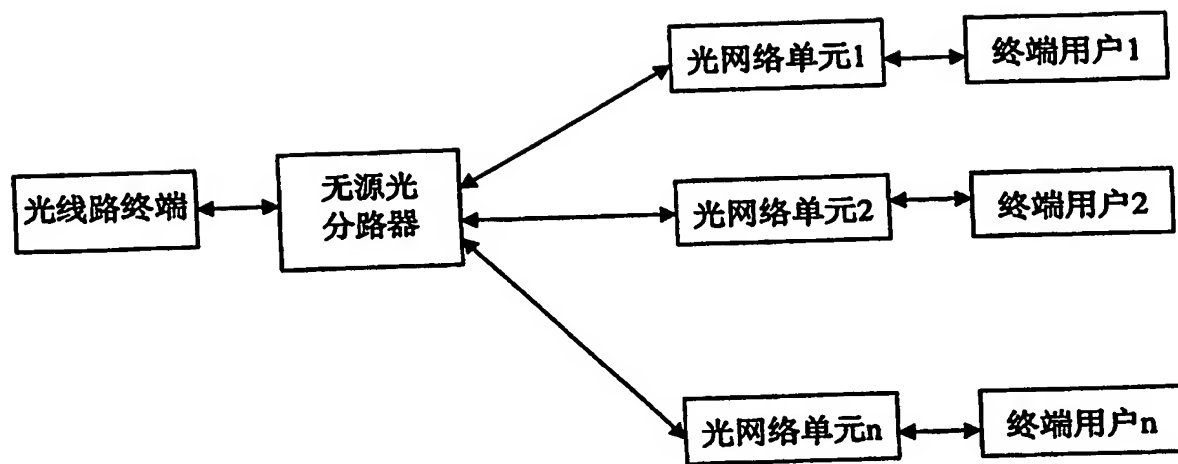 光网络单元1
终端用户1
光线路终端
无源光
分路器
光网络单元2
终端用户2
光网络单元n
终端用户n